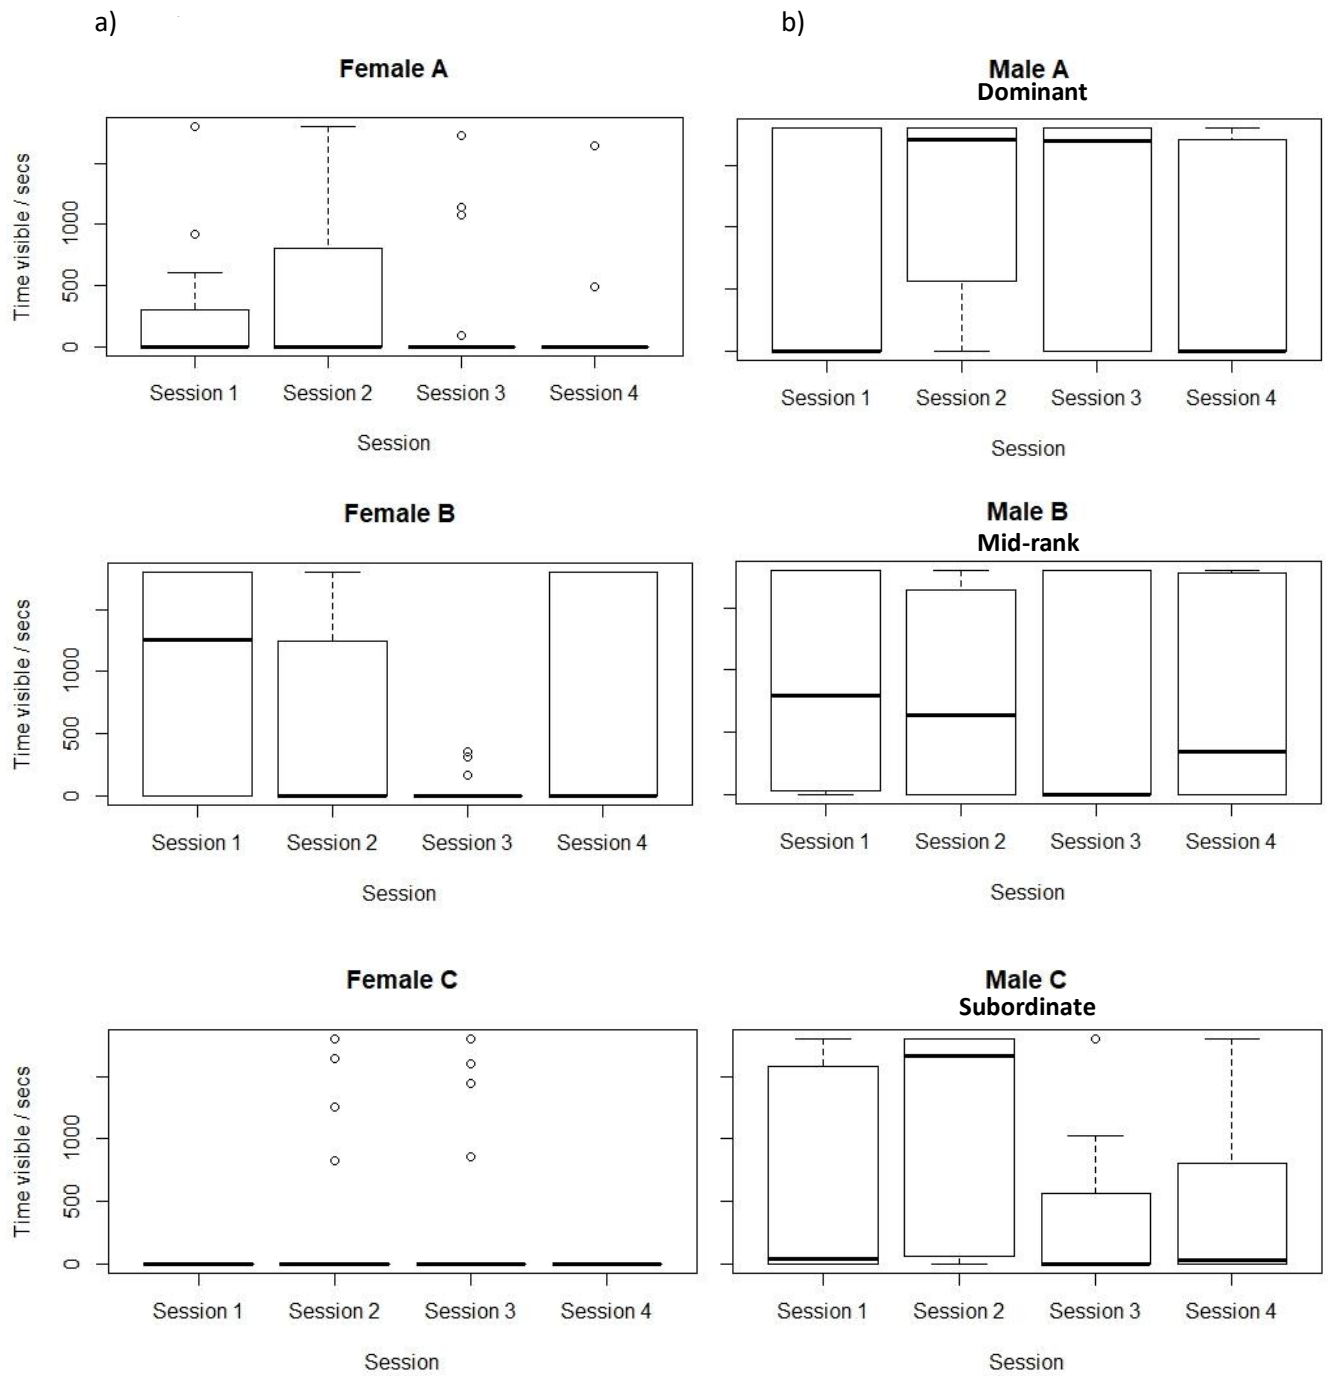 a)
b)
Female A
Time visible / secs
0
500
1000
Session 1
Session 2
Session 3
Session 4
Session
Male A
Dominant
Session 1
Session 2
Session 3
Session 4
Session
Female B
Time visible / secs
0
500
1000
Session 1
Session 2
Session 3
Session 4
Session
Male B
Mid-rank
Session 1
Session 2
Session 3
Session 4
Session
Female C
Time visible / secs
0
500
1000
Session 1
Session 2
Session 3
Session 4
Session
Male C
Subordinate
Session 1
Session 2
Session 3
Session 4
Session